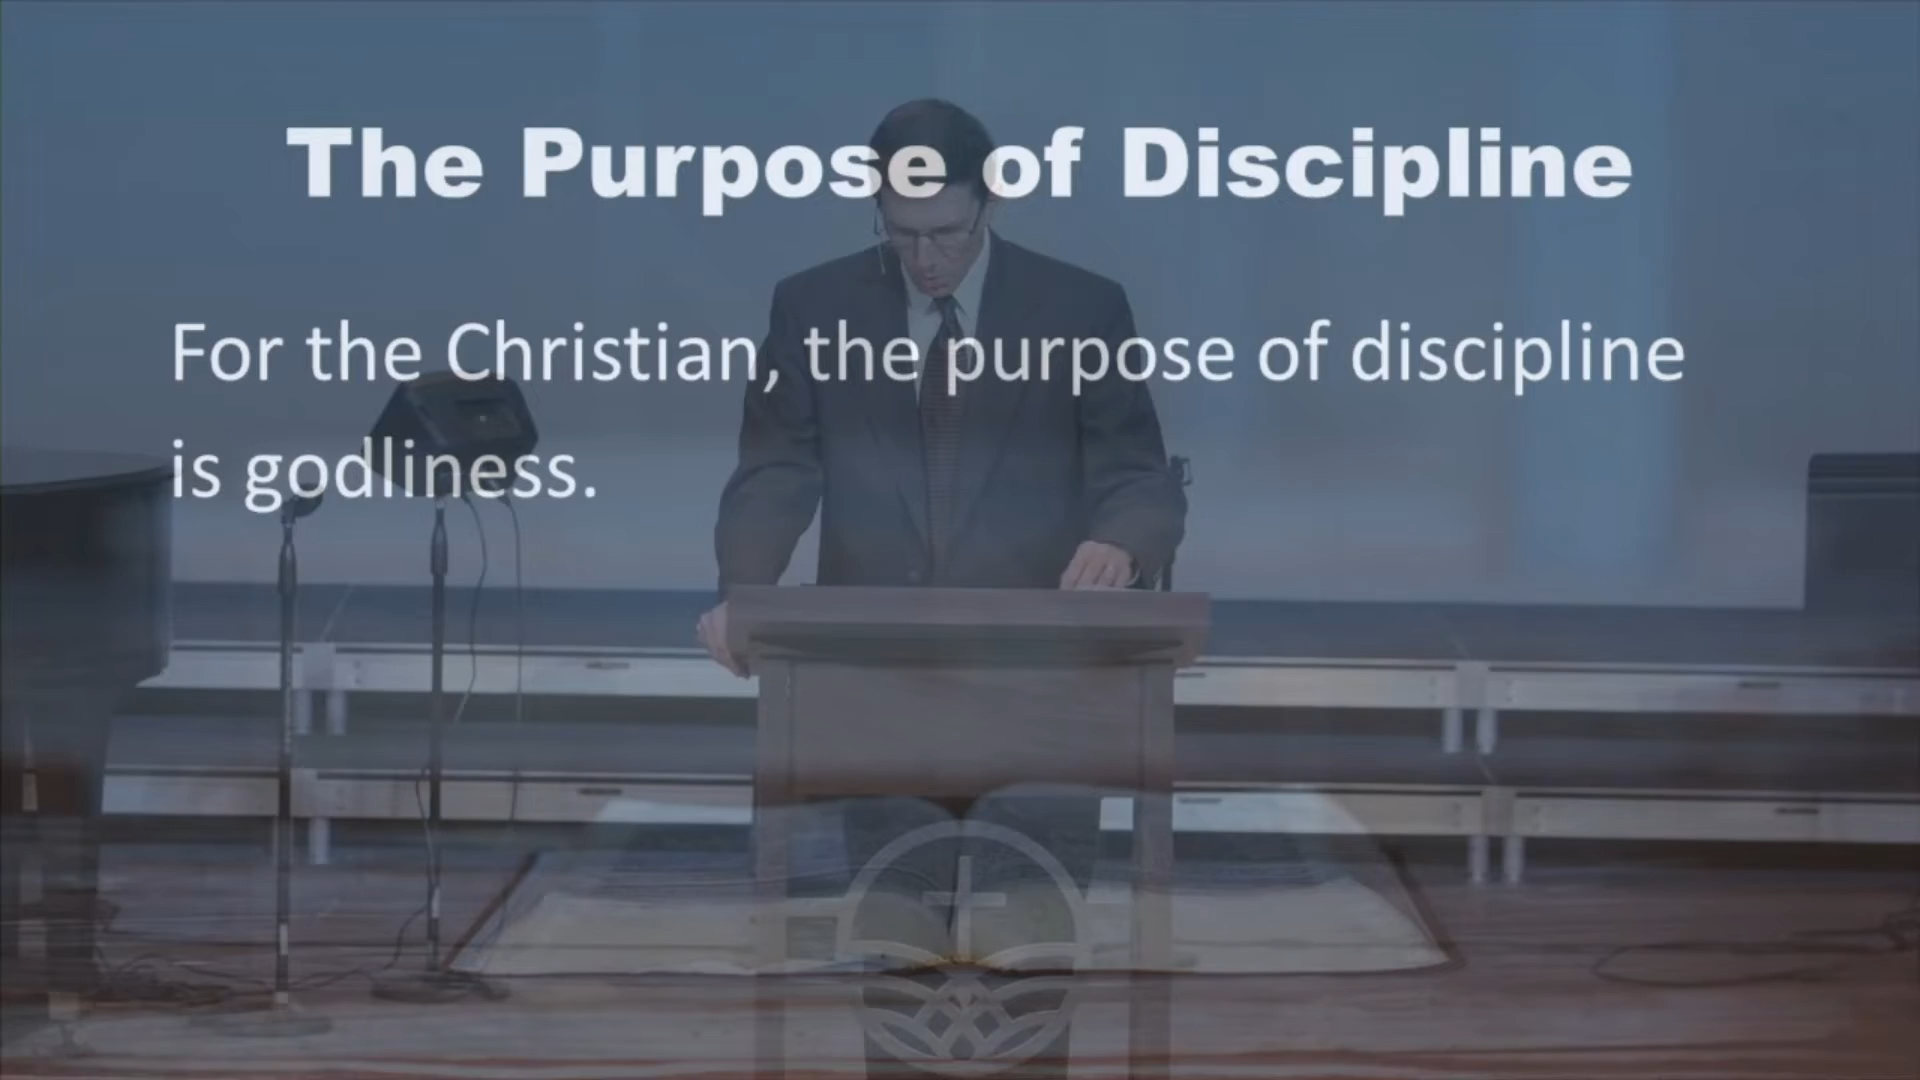 The Purpose of Discipline
For the Christian, the purpose of discipline
is godliness.